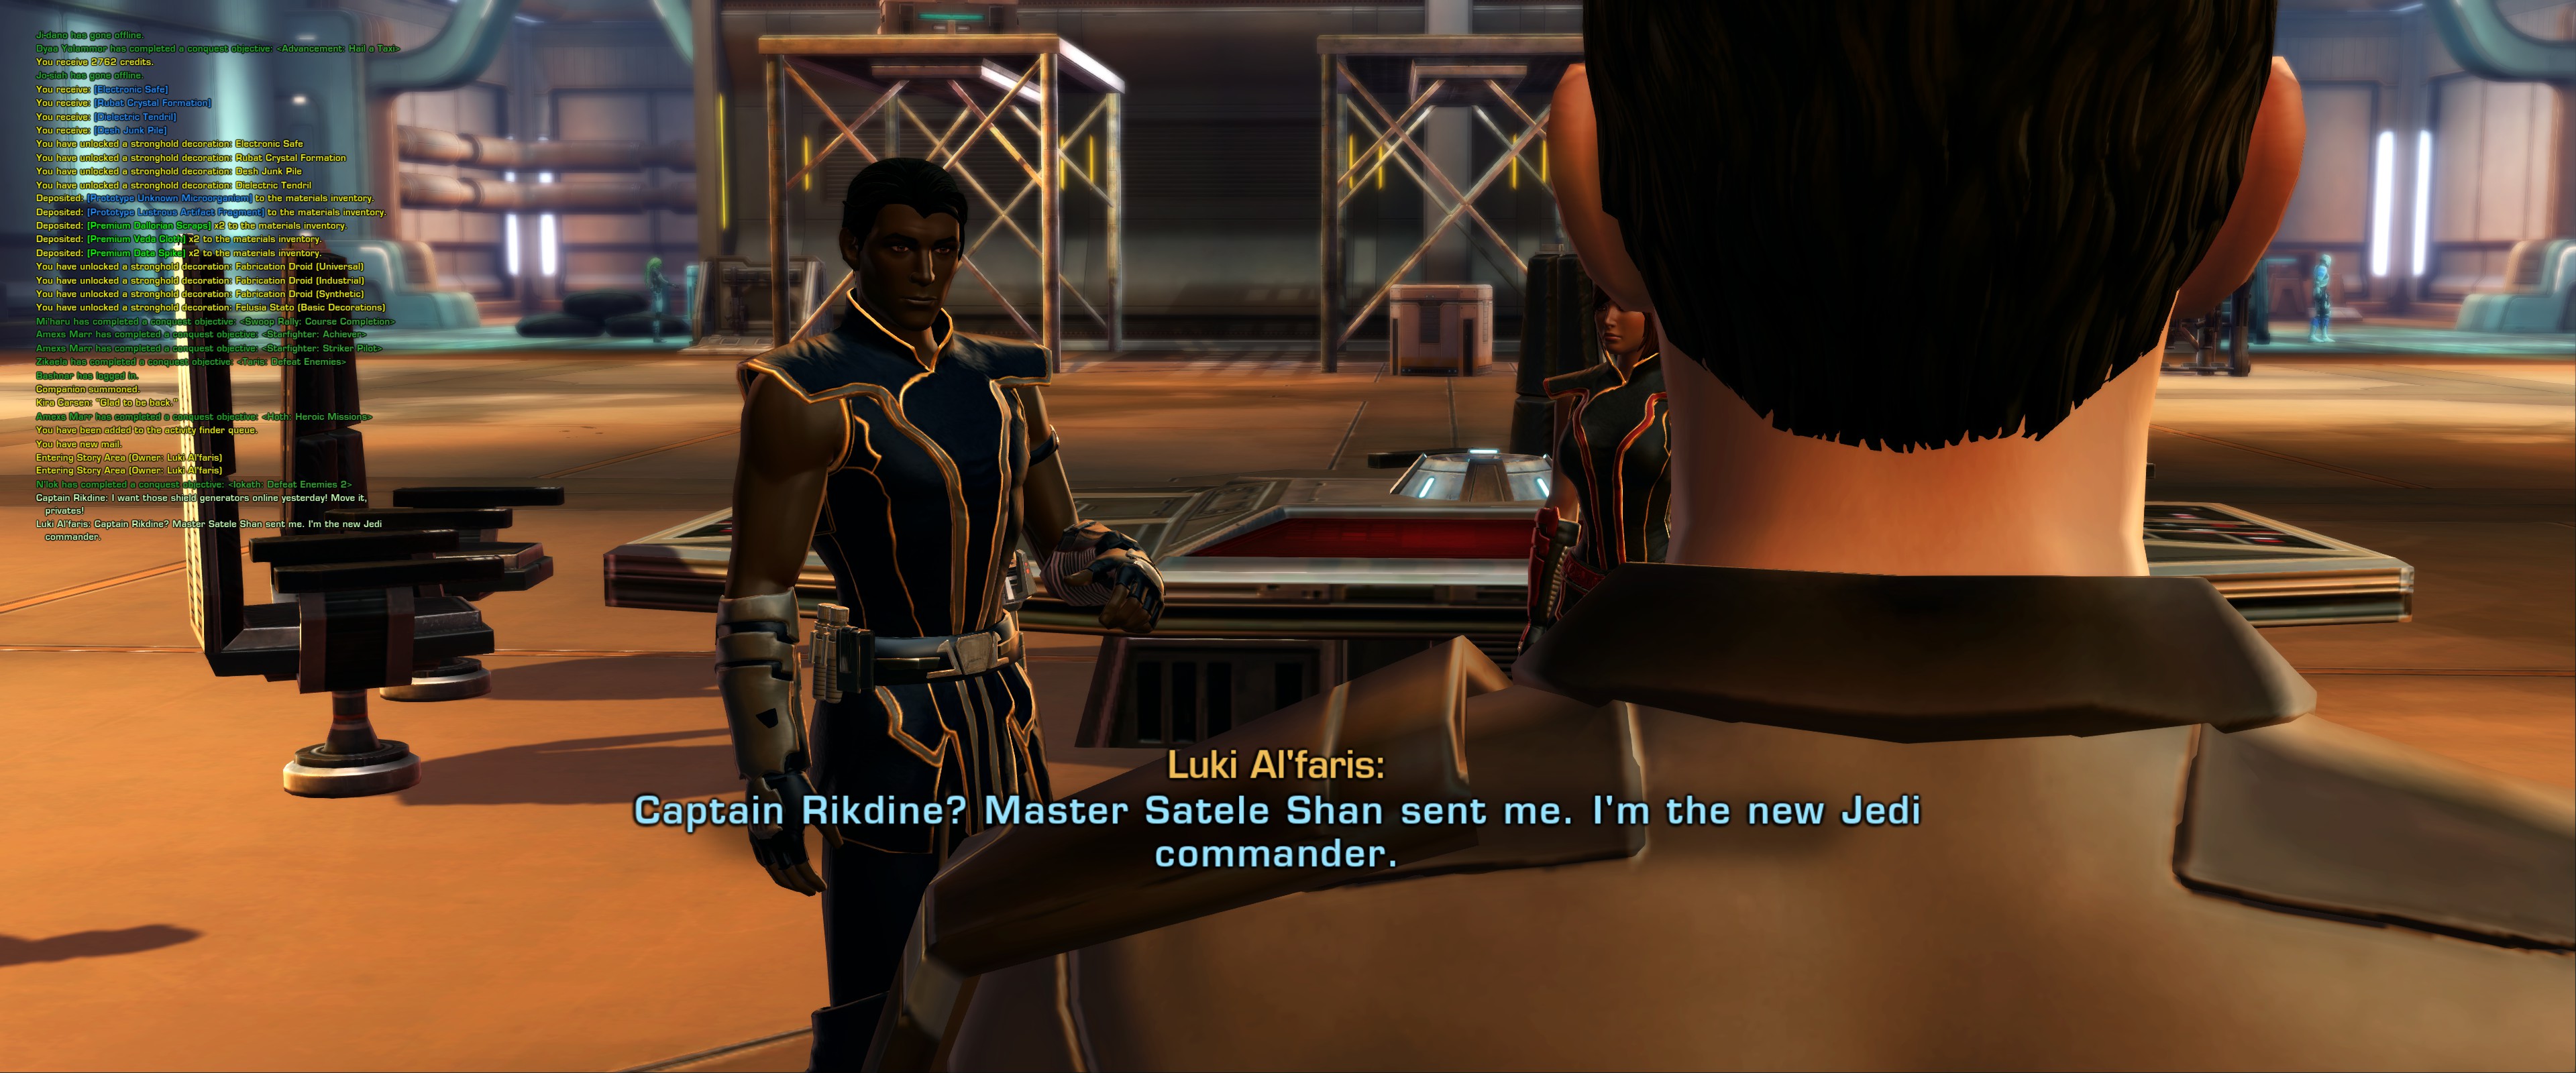 Ji-dano has gone offline.
Dyaa Yalammor has completed a conquest objective: <Advancement: Hail a Taxi>
You receive 2762 credits.
Jo-siah has gone offline.
You receive: [Electronic Safe]
You receive: [Rubat Crystal Formation]
You receive: [Dielectric Tendril]
You receive: [Desh Junk Pile]
You have unlocked a stronghold decoration: Electronic Safe
You have unlocked a stronghold decoration: Rubat Crystal Formation
You have unlocked a stronghold decoration: Desh Junk Pile
You have unlocked a stronghold decoration: Dielectric Tendril
Deposited: [Prototype Unknown Microorganism] to the materials inventory.
Deposited: [Prototype Lustrous Artifact Fragment] to the materials inventory.
Deposited: [Premium Dallorian Scraps] x2 to the materials inventory.
Deposited: [Premium Veda Cloth] x2 to the materials inventory.
Deposited: [Premium Data Spike] x2 to the materials inventory.
You have unlocked a stronghold decoration: Fabrication Droid (Universal)
You have unlocked a stronghold decoration: Fabrication Droid (Industrial)
You have unlocked a stronghold decoration: Fabrication Droid (Synthetic)
You have unlocked a stronghold decoration: Felusia Stato (Basic Decorations)
Mi'haru has completed a conquest objective: <Swoop Rally: Course Completion>
Amexs Marr has completed a conquest objective: <Starfighter: Achiever>
Amexs Marr has completed a conquest objective: <Starfighter: Striker Pilot>
Zikaela has completed a conquest objective: <Taris: Defeat Enemies>
Bashnar has logged in.
Companion summoned.
Kira Carsen: "Glad to be back."
Amexs Marr has completed a conquest objective: <Hoth: Heroic Missions>
You have been added to the activity finder queue.
You have new mail.
Entering Story Area (Owner: Luki Al'faris)
Entering Story Area (Owner: Luki Al'faris)
N'lok has completed a conquest objective: <Iokath: Defeat Enemies 2>
Captain Rikdine: I want those shield generators online yesterday! Move it,
privates!
Luki Al'faris: Captain Rikdine? Master Satele Shan sent me. I'm the new Jedi
commander.
Luki Al'faris:
Captain Rikdine? Master Satele Shan sent me. I'm the new Jedi
commander.